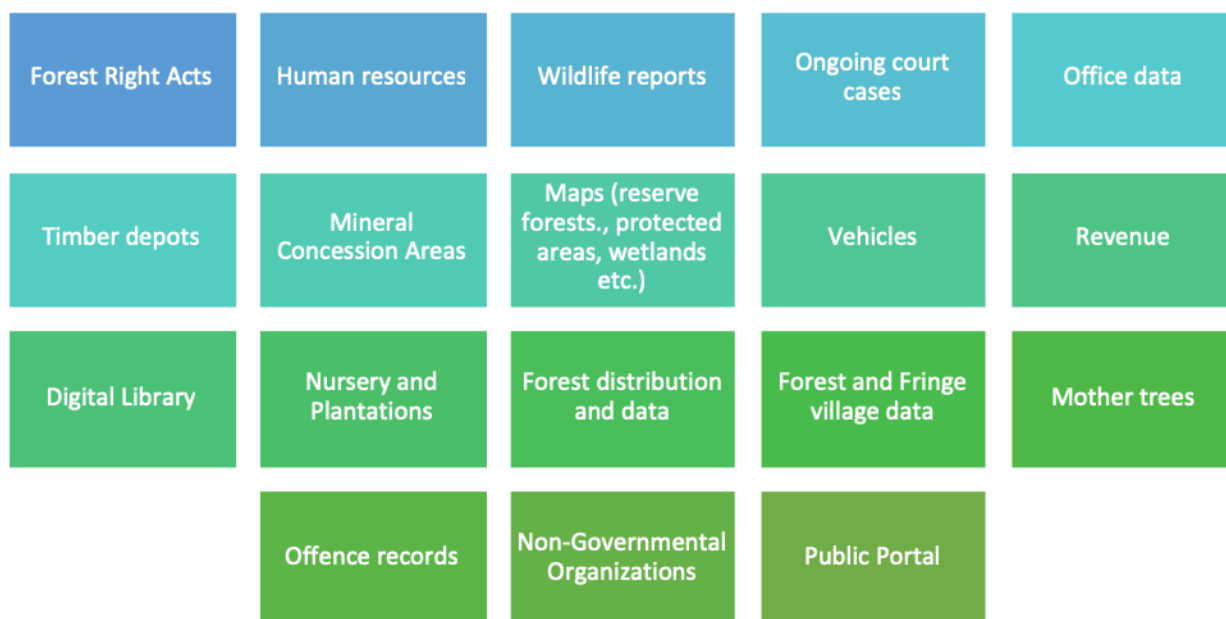 Forest Right Acts
Human resources
Wildlife reports
Ongoing court
cases
Office data
Timber depots
Mineral
Concession Areas
Maps (reserve
forests., protected
areas, wetlands
etc.)
Vehicles
Revenue
Digital Library
Nursery and
Plantations
Forest distribution
and data
Forest and Fringe
village data
Mother trees
Offence records
Non-Governmental
Organizations
Public Portal